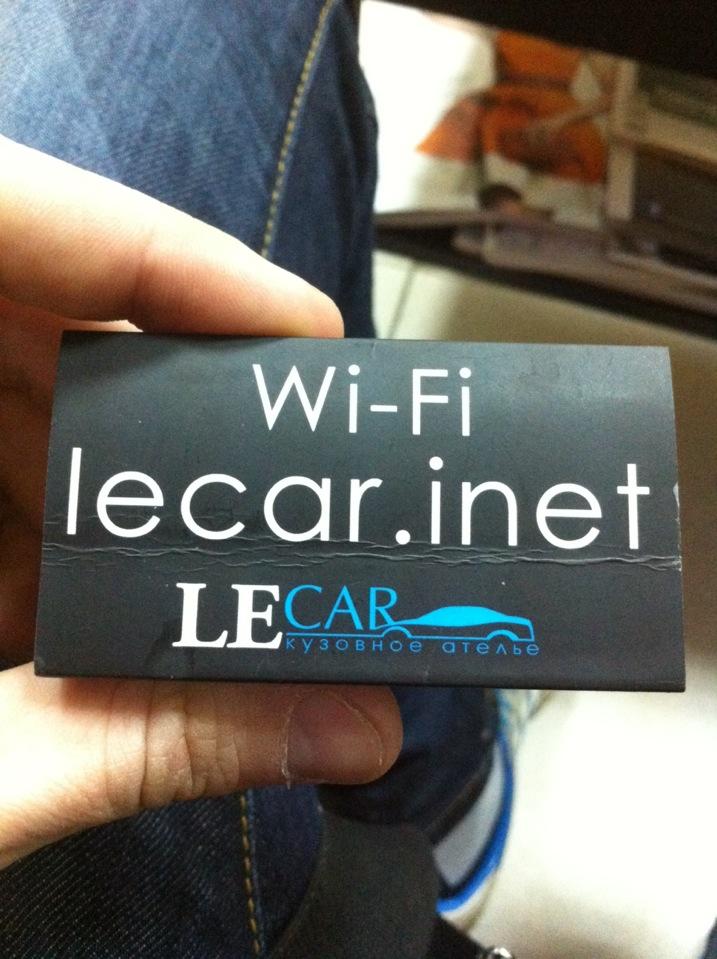 Wi-Fi
lecar.inet
LECAR
кузовное ателье